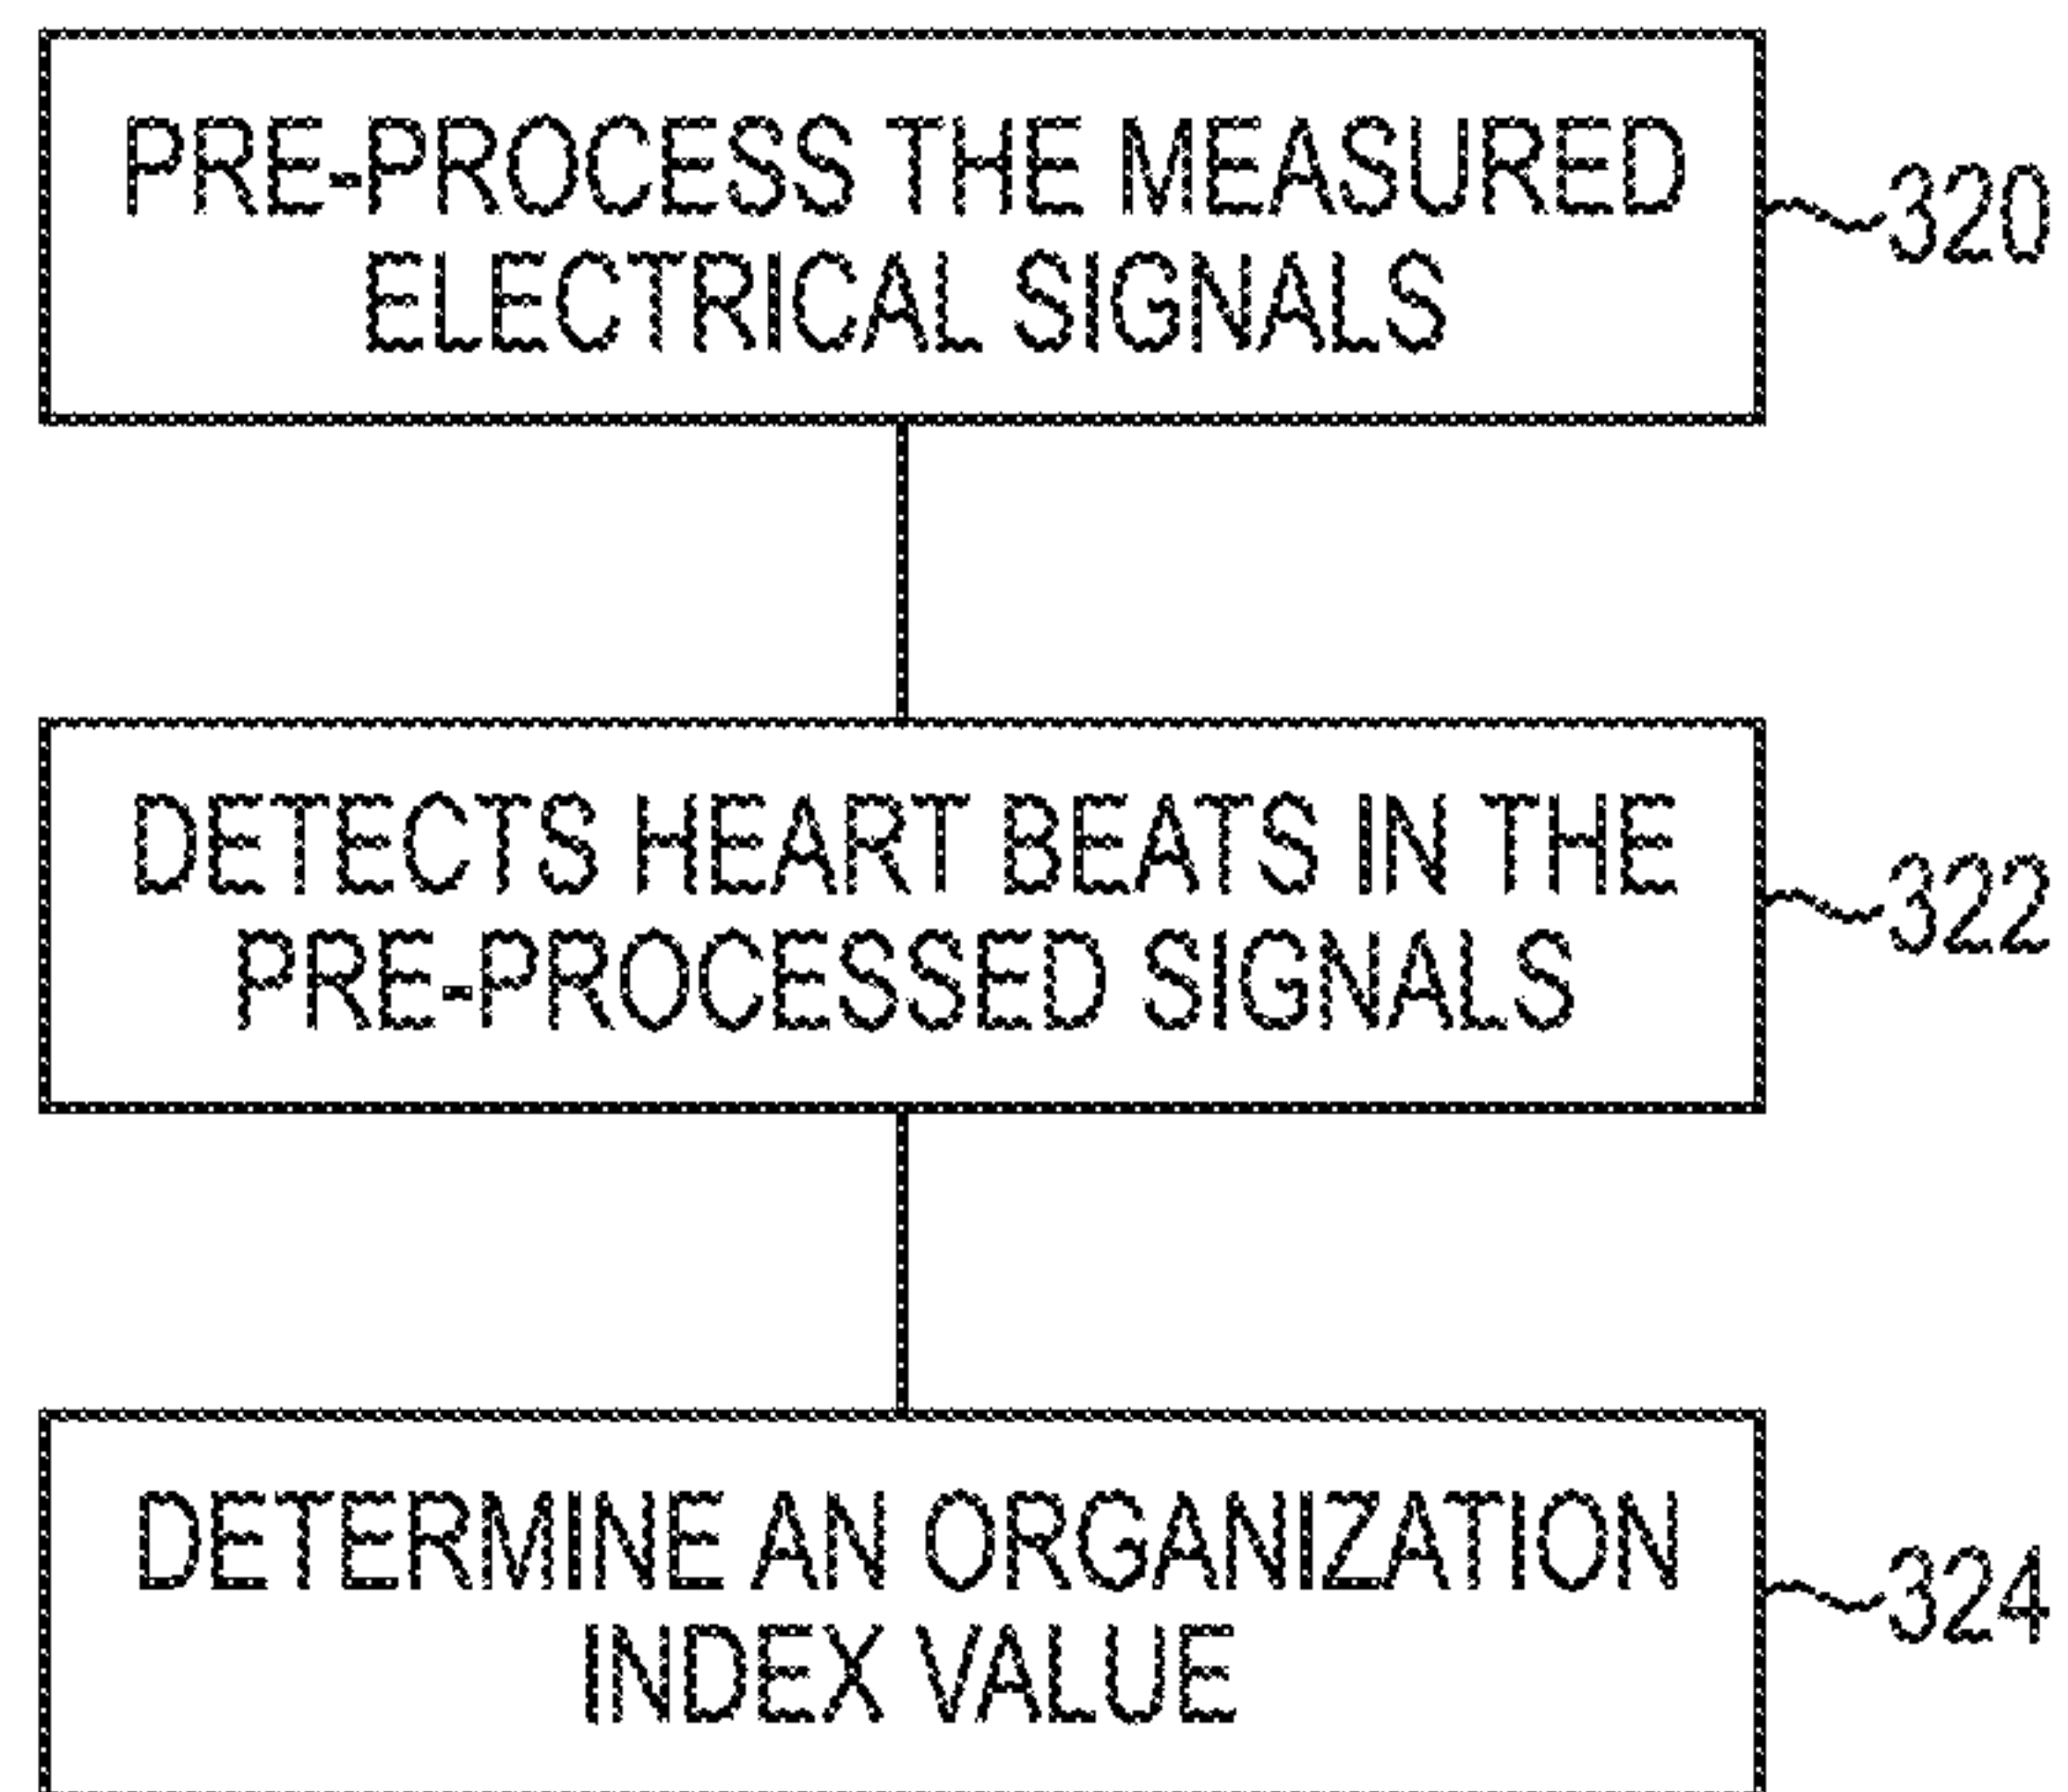 PRE-PROCESS THE MEASURED
ELECTRICAL SIGNALS
320
DETECTS HEART BEATS IN THE
PRE-PROCESSED SIGNALS
322
DETERMINE AN ORGANIZATION
INDEX VALUE
324